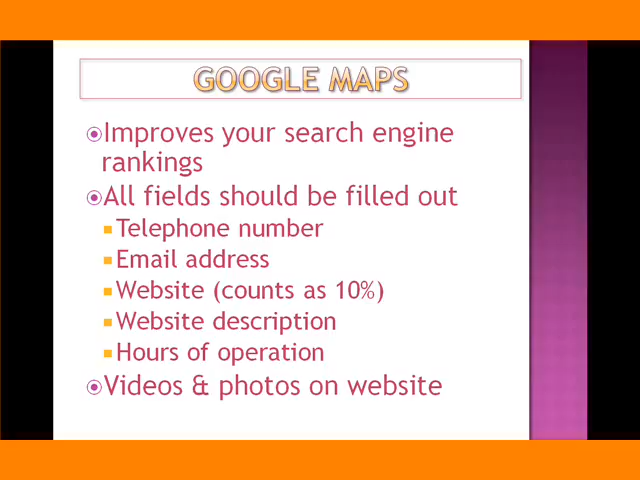 GOOGLE MAPS
Improves your search engine
rankings
All fields should be filled out
Telephone number
Email address
Website (counts as 10%)
Website description
Hours of operation
Videos & photos on website